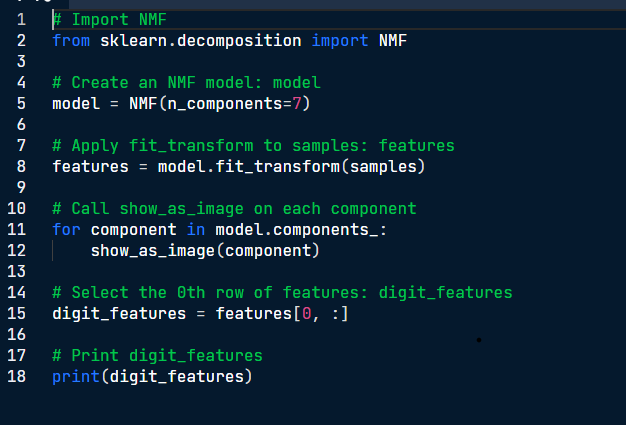 1 # Import NMF
2 from sklearn.decomposition import NMF
3
4 # Create an NMF model: model
5 model = NMF(n_components=7)
6
7 # Apply fit_transform to samples: features
8 features = model.fit_transform(samples)
9
10 # Call show_as_image on each component
11 for component in model.components_:
12     show_as_image(component)
13
14 # Select the 0th row of features: digit_features
15 digit_features = features[0, :]
16
17 # Print digit_features
18 print(digit_features)